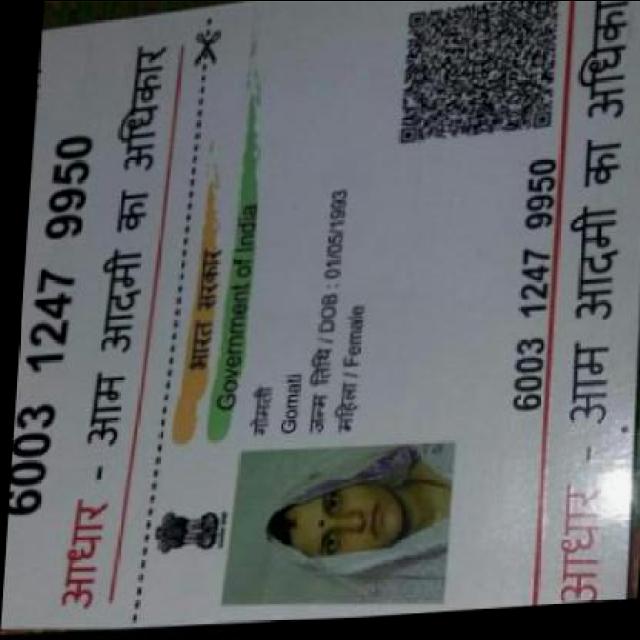 6003 1247 9950
आधार - आम आदमी का अधिकार
भारत सरकार
Government of India
गोमती
Gomati
जन्म तिथि / DOB : 01/05/1993
महिला / Female
6003 1247 9950
आधार - आम आदमी का अधिकार